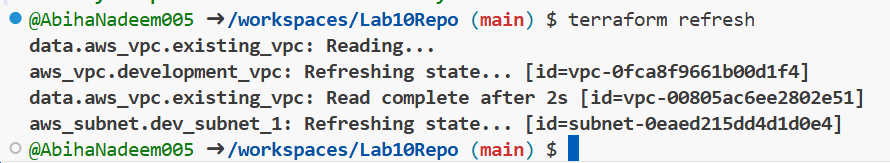 @AbihaNadeem005 ➜ /workspaces/Lab10Repo (main) $ terraform refresh
data.aws_vpc.existing_vpc: Reading...
aws_vpc.development_vpc: Refreshing state... [id=vpc-0fca8f9661b00d1f4]
data.aws_vpc.existing_vpc: Read complete after 2s [id=vpc-00805ac6ee2802e51]
aws_subnet.dev_subnet_1: Refreshing state... [id=subnet-0eaed215dd4d1d0e4]
@AbihaNadeem005 ➜ /workspaces/Lab10Repo (main) $